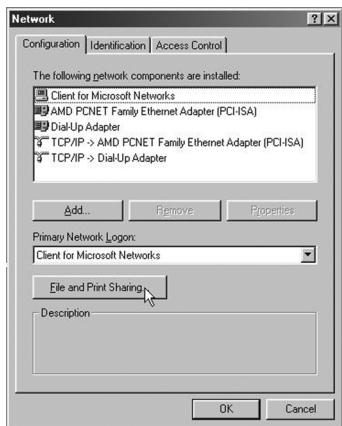 Network
Configuration Identification Access Control
The following network components are installed:
Client for Microsoft Networks
AMD PCNET Family Ethernet Adapter (PCI-ISA)
Dial-Up Adapter
TCP/IP -> AMD PCNET Family Ethernet Adapter (PCI-ISA)
TCP/IP -> Dial-Up Adapter
Add... Remove Properties
Primary Network Logon:
Client for Microsoft Networks
File and Print Sharing...
Description
OK Cancel